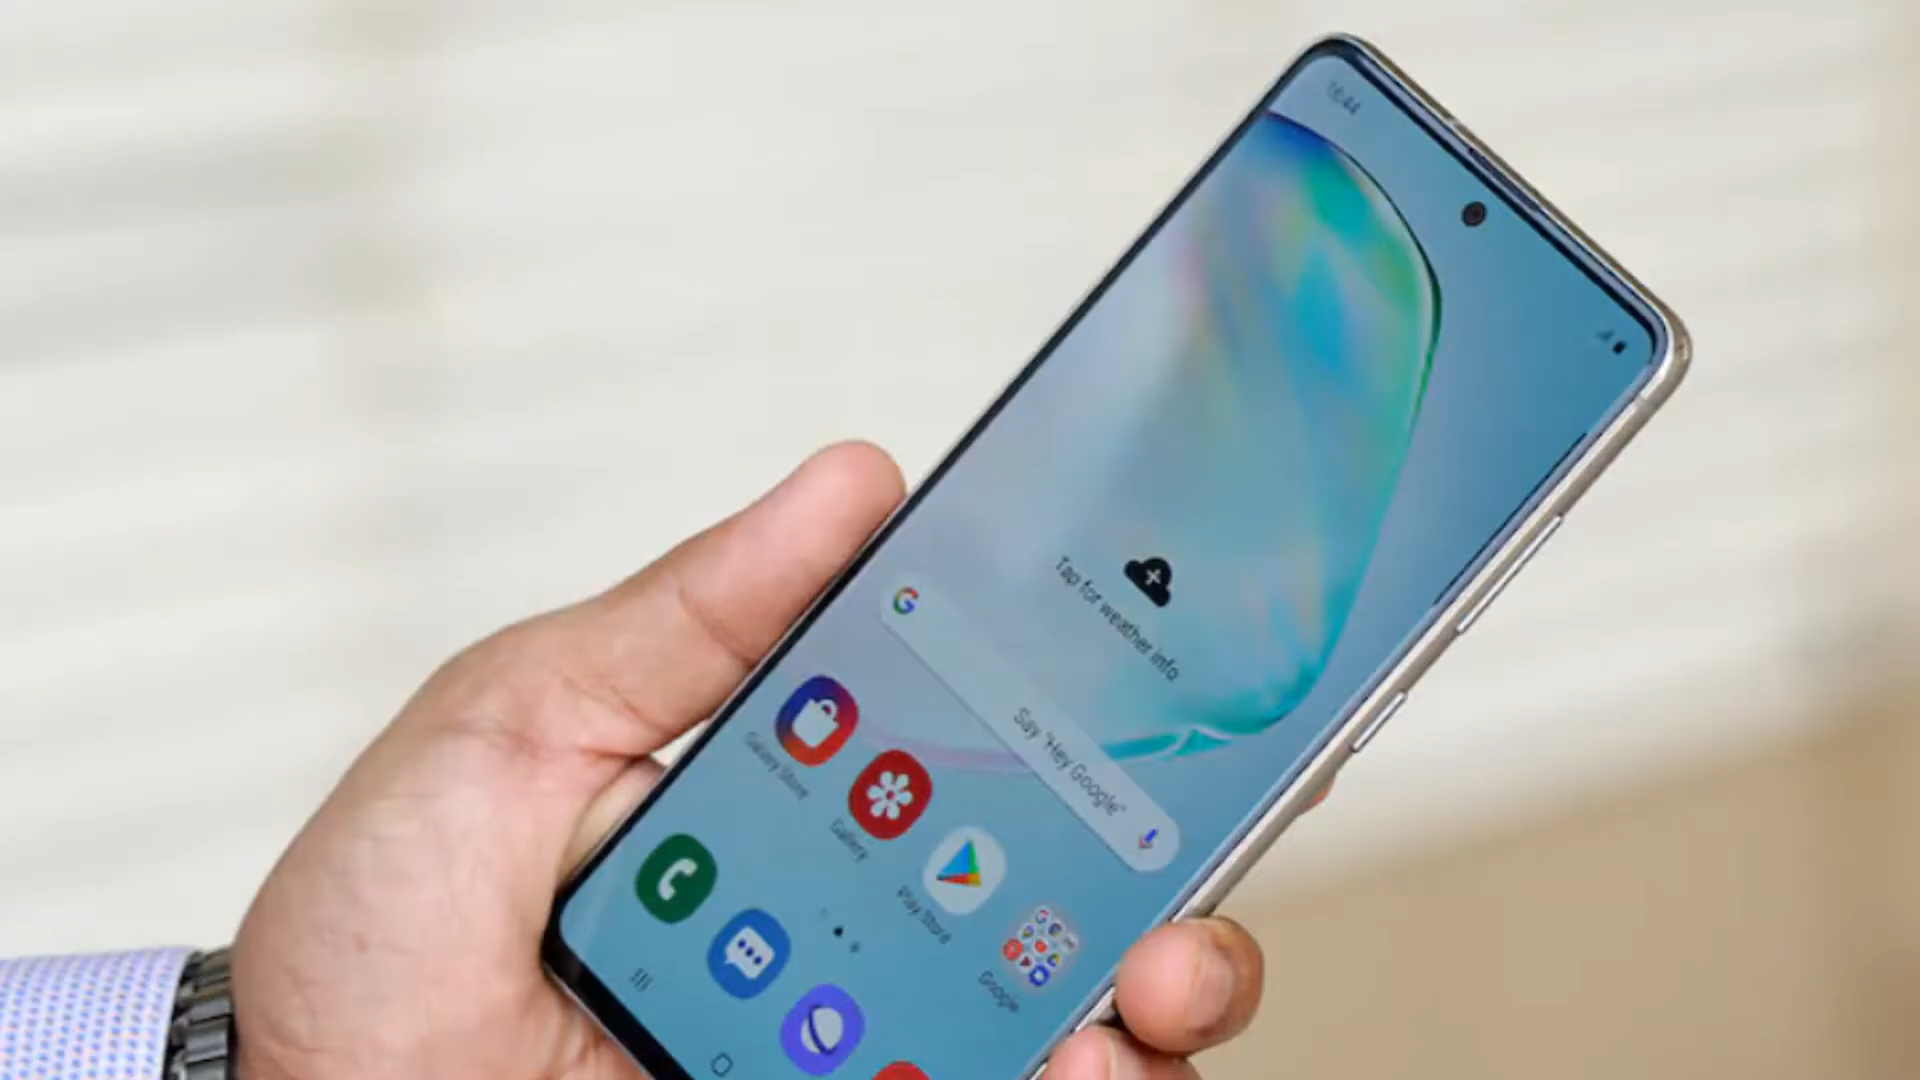 16:44
Tap for weather info
G
Say "Hey Google"
Galaxy Store
Gallery
Play Store
Google